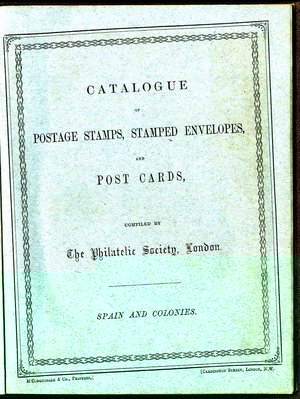 CATALOGUE
OF
POSTAGE STAMPS, STAMPED ENVELOPES,
AND
POST CARDS,
COMPILED BY
The Philatelic Society, London.
SPAIN AND COLONIES.
& CO., PRINTERS,] [CARDINGTON STREET, LONDON, N.W.